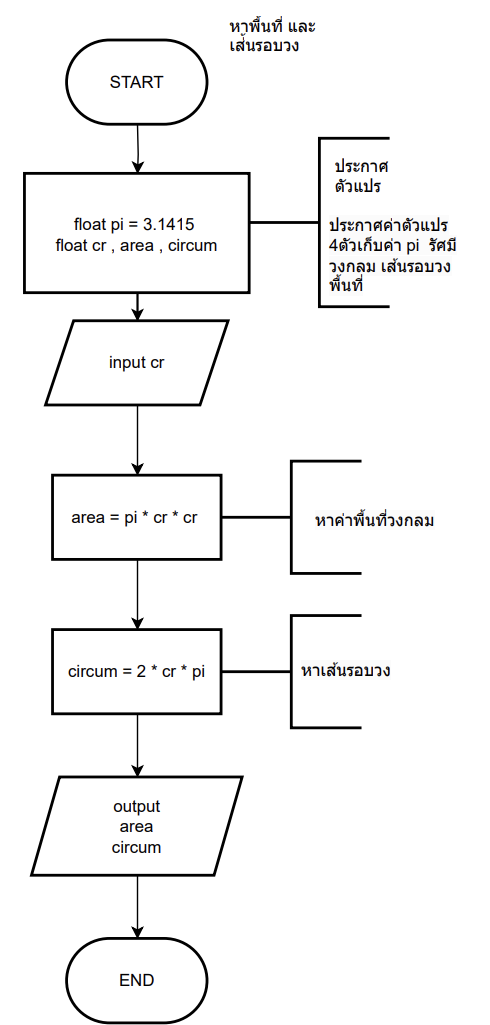 หาพื้นที่ และ
เส้นรอบวง
START
float pi = 3.1415
float cr , area , circum
ประกาศ
ตัวแปร
ประกาศค่าตัวแปร
4ตัวเก็บค่า pi รัศมี
วงกลม เส้นรอบวง
พื้นที่
input cr
area = pi * cr * cr
หาค่าพื้นที่วงกลม
circum = 2 * cr * pi
หาเส้นรอบวง
output
area
circum
END